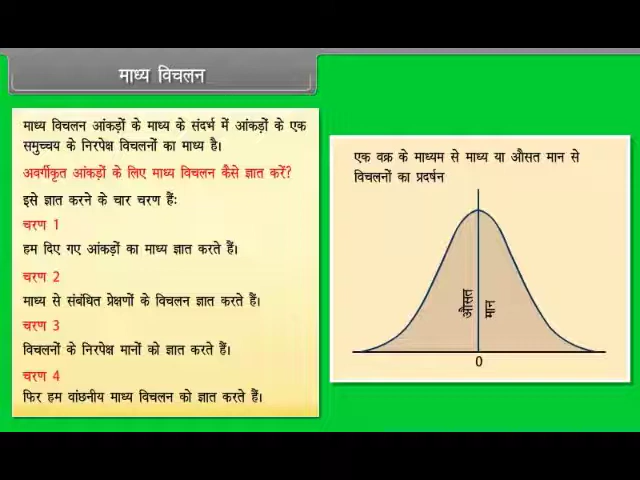 माध्य विचलन
माध्य विचलन आंकड़ों के माध्य के संदर्भ में आंकड़ों के एक
समुच्चय के निरपेक्ष विचलनों का माध्य है।
अवर्गीकृत आंकड़ों के लिए माध्य विचलन कैसे ज्ञात करें?
इसे ज्ञात करने के चार चरण हैंः
चरण 1
हम दिए गए आंकड़ों का माध्य ज्ञात करते हैं।
चरण 2
माध्य से संबंधित प्रेक्षणों के विचलन ज्ञात करते हैं।
चरण 3
विचलनों के निरपेक्ष मानों को ज्ञात करते हैं।
चरण 4
फिर हम वांछनीय माध्य विचलन को ज्ञात करते हैं।
एक वक्र के माध्यम से माध्य या औसत मान से
विचलनों का प्रदर्षन
औसत
मान
0